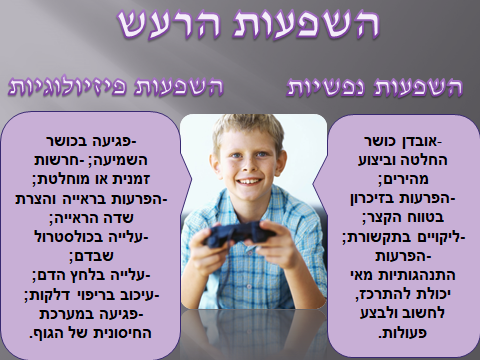 השפעות הרעש
השפעות נפשיות
השפעות פיזיולוגיות
-אובדן כושר
החלטה וביצוע
מהירים;
-הפרעות בזיכרון
בטווח הקצר;
-ליקויים בתקשורת;
-הפרעות
התנהגותיות מאי
יכולת להתרכז,
לחשוב ולבצע
פעולות.
-פגיעה בכושר
השמיעה; -חרשות
זמנית או מוחלטת;
-הפרעות בראייה והצרת
שדה הראייה;
-עלייה בכולסטרול
שבדם;
-עלייה בלחץ הדם;
-עיכוב בריפוי דלקות;
-פגיעה במערכת
החיסונית של הגוף.